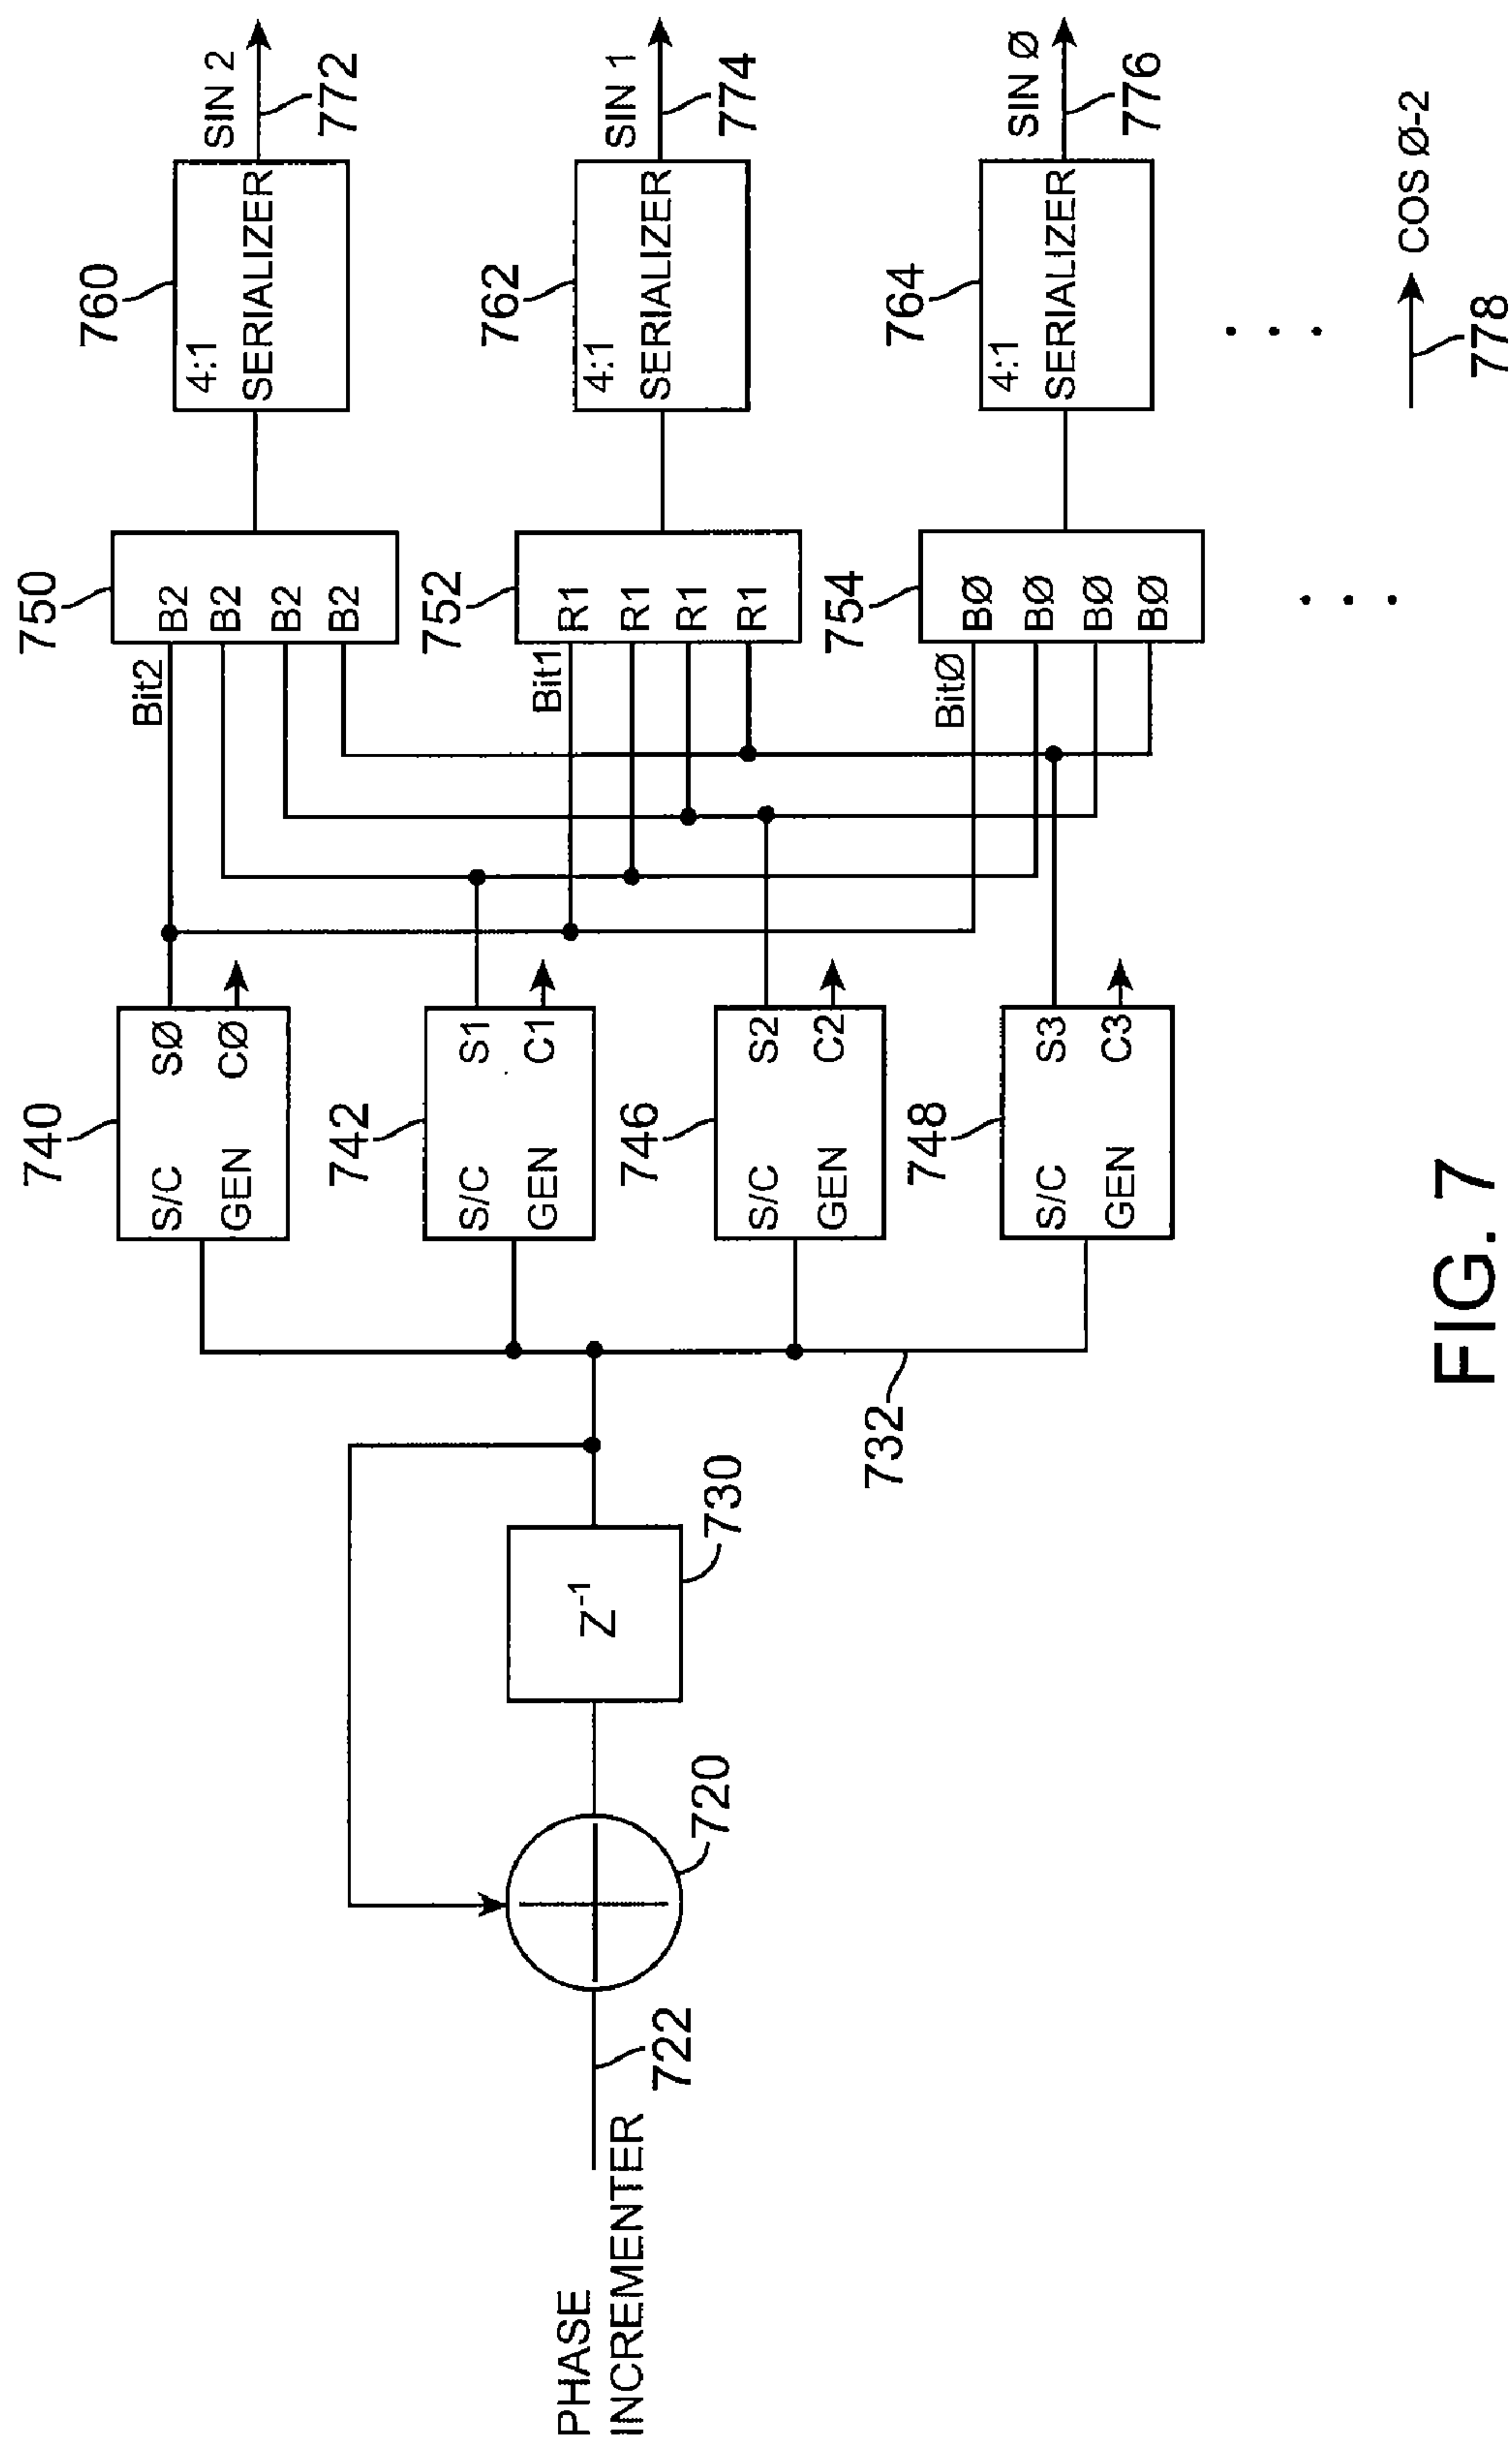 PHASE
INCREMENTER
722
720
Z⁻¹
730
732
740
S/C
GEN
SØ
CØ
742
S/C
GEN
S1
C1
746
S/C
GEN
S2
C2
748
S/C
GEN
S3
C3
750
Bit2
B2
B2
B2
B2
752
Bit1
R1
R1
R1
R1
754
BitØ
BØ
BØ
BØ
BØ
760
4:1
SERIALIZER
SIN 2
772
762
4:1
SERIALIZER
SIN 1
774
764
4:1
SERIALIZER
SIN Ø
776
COS Ø-2
778
FIG. 7